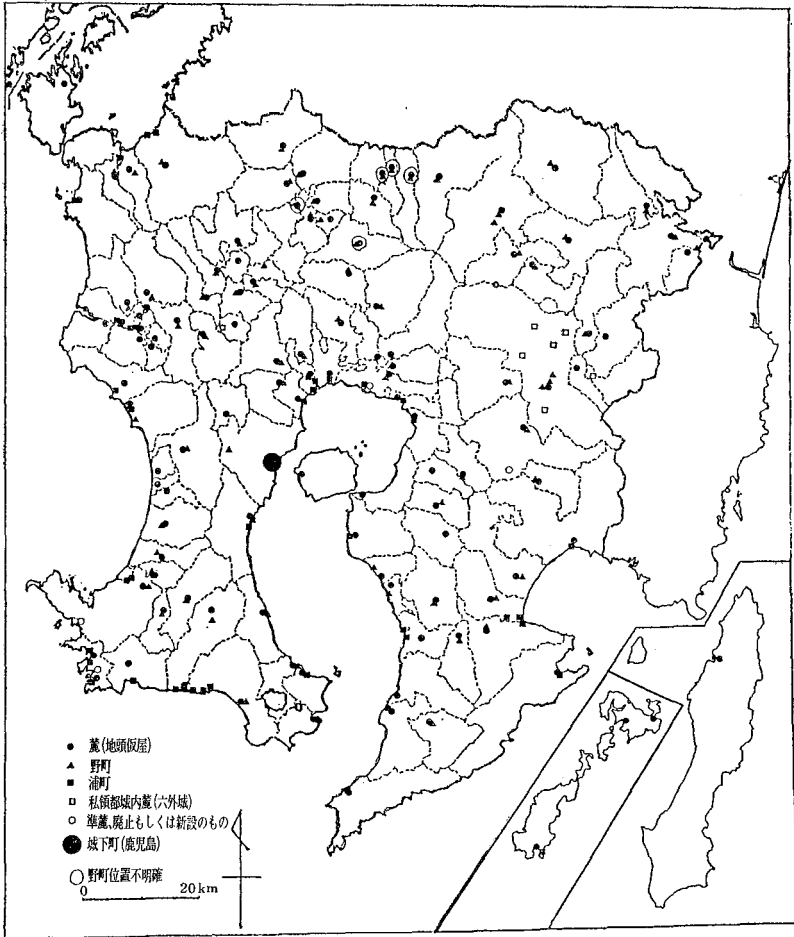 麓(地頭仮屋)
野町
浦町
私領都城内麓(六外城)
準麓、廃止もしくは新設のもの
城下町(鹿児島)
野町位置不明確
0 20km